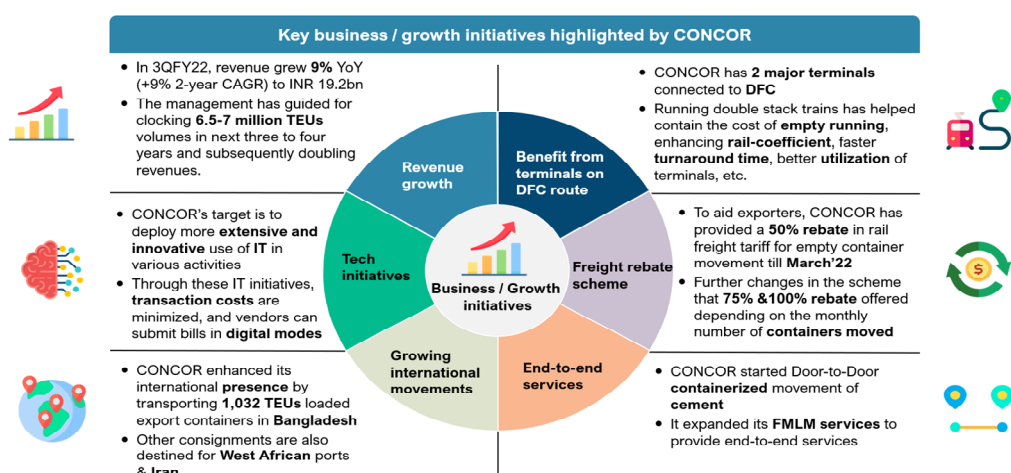 Key business / growth initiatives highlighted by CONCOR
• In 3QFY22, revenue grew 9% YoY
(+9% 2-year CAGR) to INR 19.2bn
• The management has guided for
clocking 6.5-7 million TEUs
volumes in next three to four
years and subsequently doubling
revenues.
• CONCOR has 2 major terminals
connected to DFC
• Running double stack trains has helped
contain the cost of empty running,
enhancing rail-coefficient, faster
turnaround time, better utilization of
terminals, etc.
Revenue
growth
Benefit from
terminals on
DFC route
• CONCOR's target is to
deploy more extensive and
innovative use of IT in
various activities
• Through these IT initiatives,
transaction costs are
minimized, and vendors can
submit bills in digital modes
Tech
initiatives
Business / Growth
initiatives
Freight rebate
scheme
• To aid exporters, CONCOR has
provided a 50% rebate in rail
freight tariff for empty container
movement till March'22
• Further changes in the scheme
that 75% &100% rebate offered
depending on the monthly
number of containers moved
Growing
international
movements
End-to-end
services
• CONCOR enhanced its
international presence by
transporting 1,032 TEUs loaded
export containers in Bangladesh
• Other consignments are also
destined for West African ports
& Iran
• CONCOR started Door-to-Door
containerized movement of
cement
• It expanded its FMLM services to
provide end-to-end services